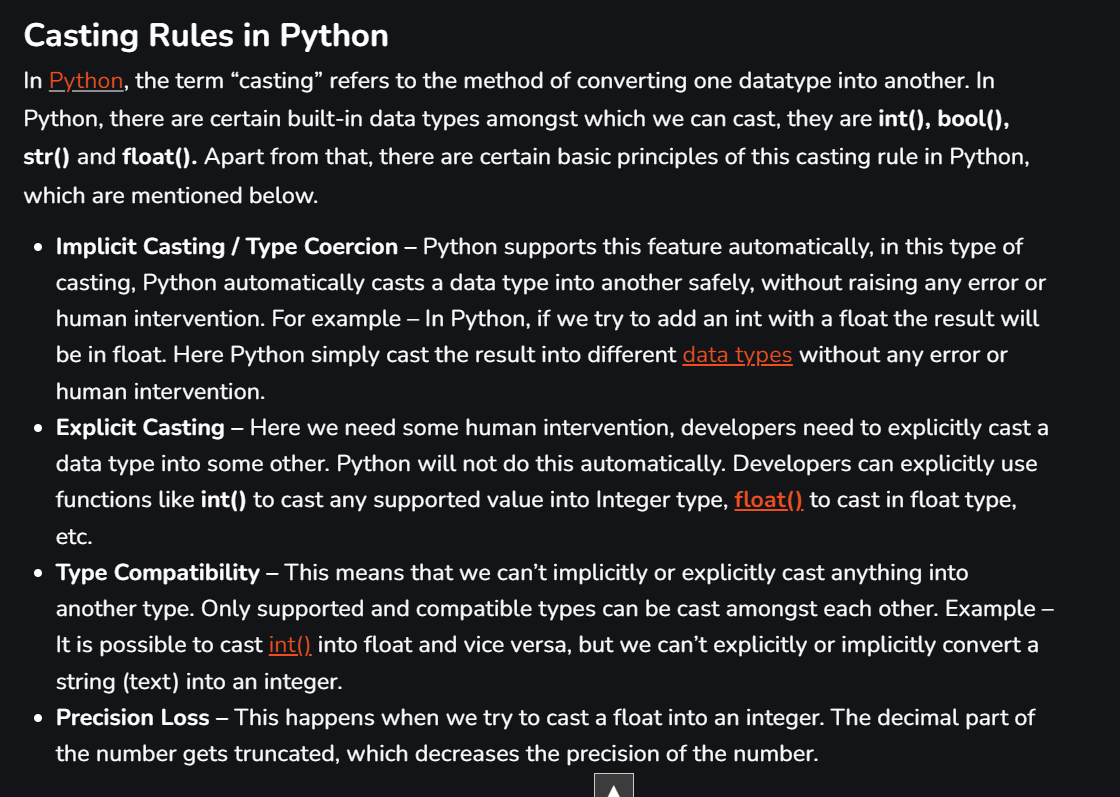 Casting Rules in Python
In Python, the term “casting” refers to the method of converting one datatype into another. In
Python, there are certain built-in data types amongst which we can cast, they are int(), bool(),
str() and float(). Apart from that, there are certain basic principles of this casting rule in Python,
which are mentioned below.
• Implicit Casting / Type Coercion – Python supports this feature automatically, in this type of
casting, Python automatically casts a data type into another safely, without raising any error or
human intervention. For example – In Python, if we try to add an int with a float the result will
be in float. Here Python simply cast the result into different data types without any error or
human intervention.
• Explicit Casting – Here we need some human intervention, developers need to explicitly cast a
data type into some other. Python will not do this automatically. Developers can explicitly use
functions like int() to cast any supported value into Integer type, float() to cast in float type,
etc.
• Type Compatibility – This means that we can’t implicitly or explicitly cast anything into
another type. Only supported and compatible types can be cast amongst each other. Example –
It is possible to cast int() into float and vice versa, but we can’t explicitly or implicitly convert a
string (text) into an integer.
• Precision Loss – This happens when we try to cast a float into an integer. The decimal part of
the number gets truncated, which decreases the precision of the number.